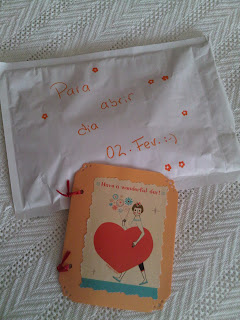 Para
abrir
dia
02. Fev. :-)
Have a wonderful day!